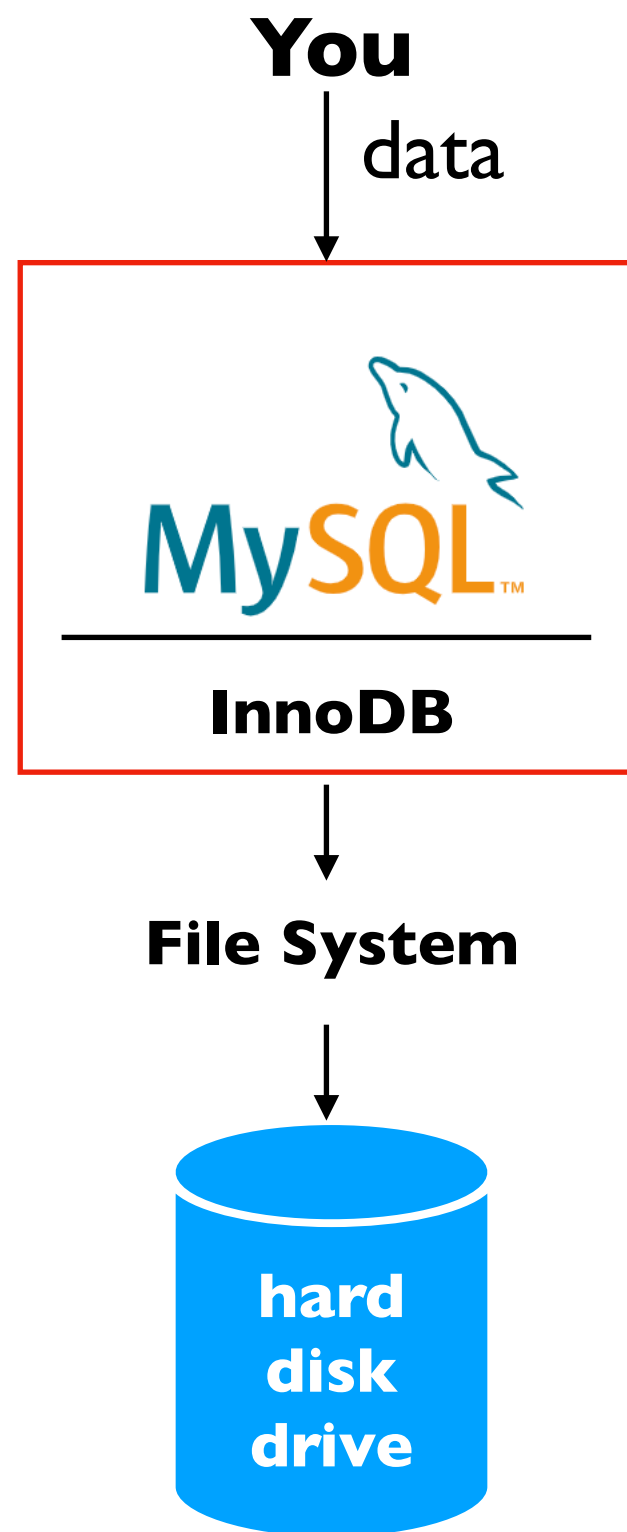 You
data
MySQL™
InnoDB
File System
hard
disk
drive